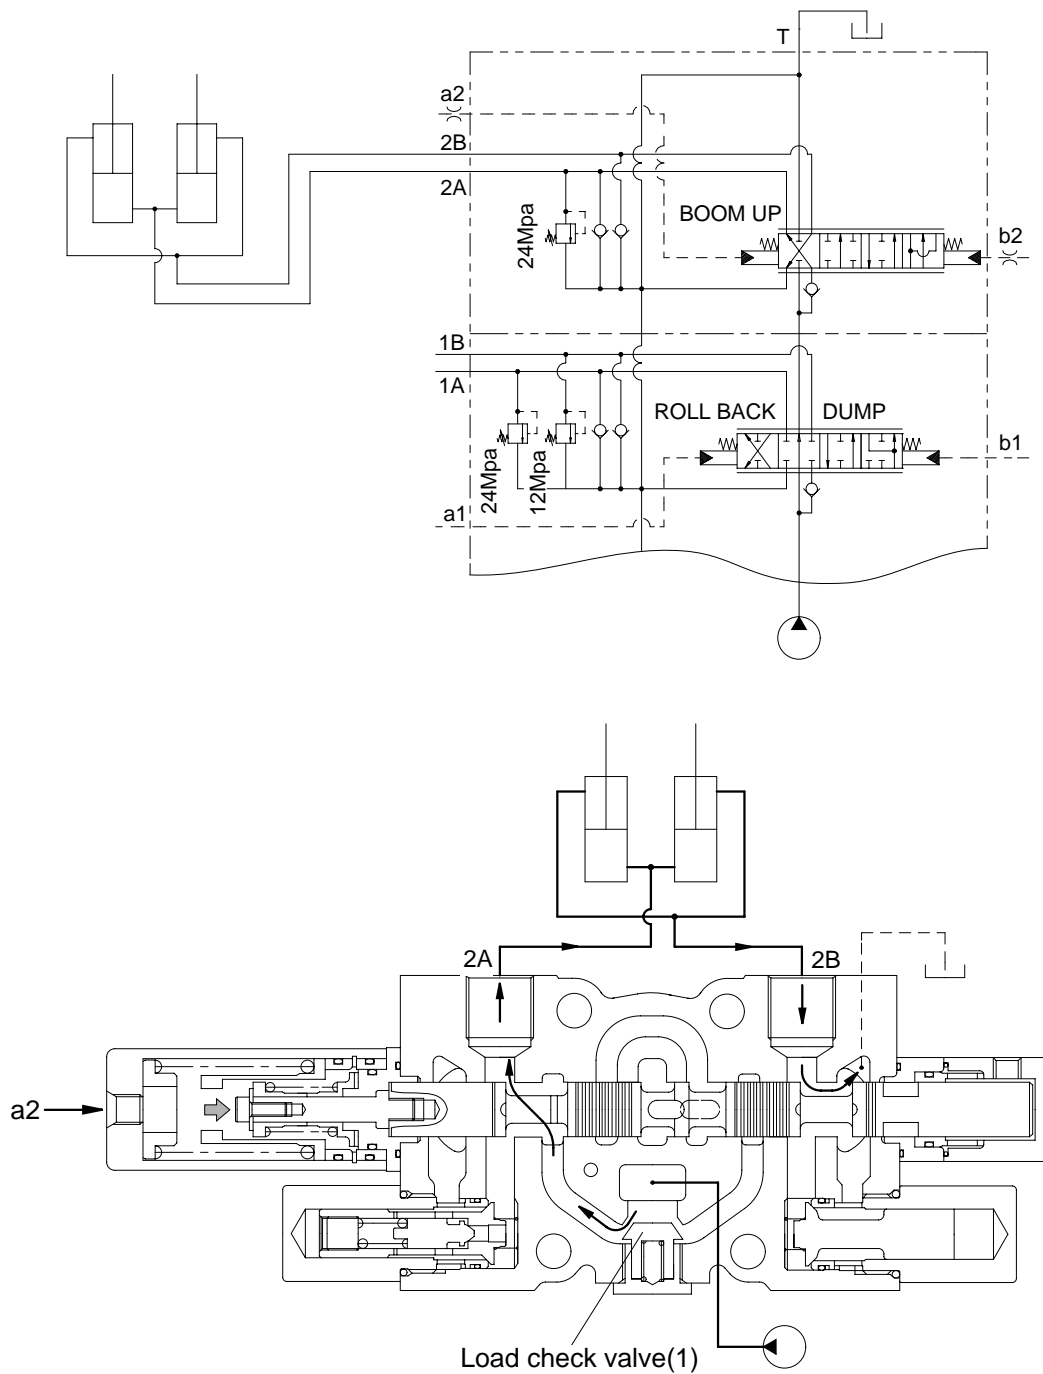 T
a2
2B
2A
24Mpa
BOOM UP
b2
1B
1A
ROLL BACK DUMP
24Mpa
12Mpa
b1
a1
2A
2B
a2
Load check valve(1)